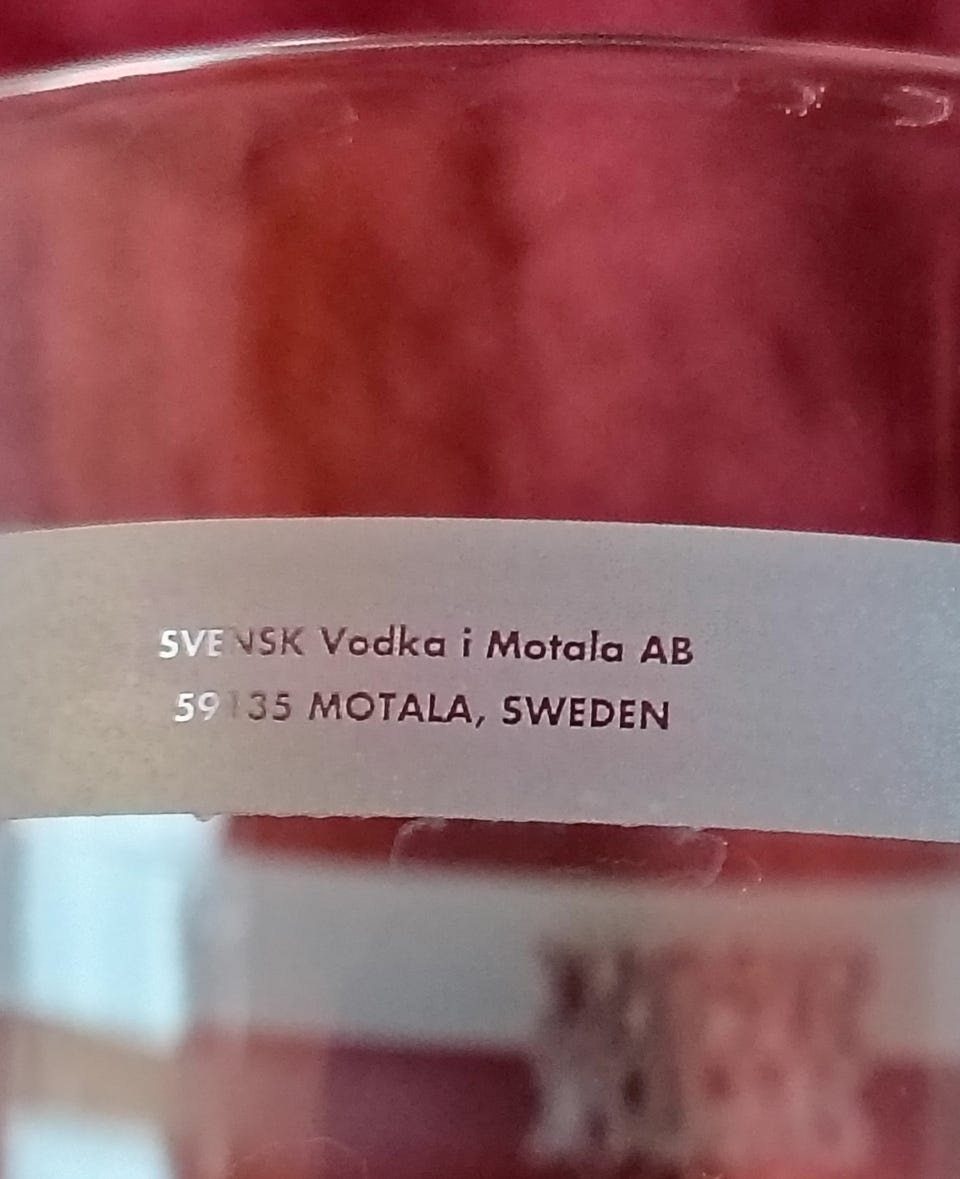 SVENSK Vodka i Motala AB
59135 MOTALA, SWEDEN